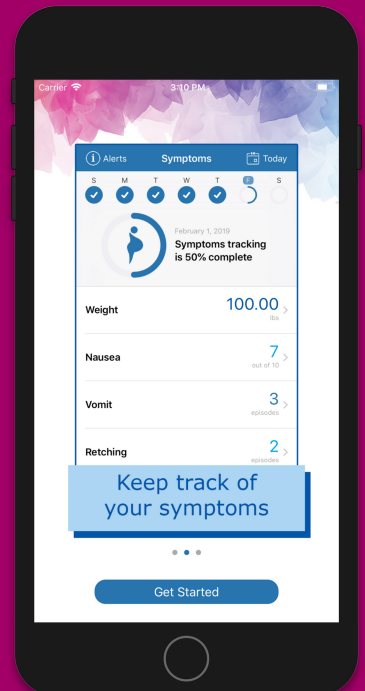 Carrier 3:10 PM
Alerts Symptoms Today
S M T W T F S
February 1, 2019
Symptoms tracking
is 50% complete
Weight 100.00
lbs
Nausea 7
out of 10
Vomit 3
episodes
Retching 2
episodes
Keep track of
your symptoms
Get Started